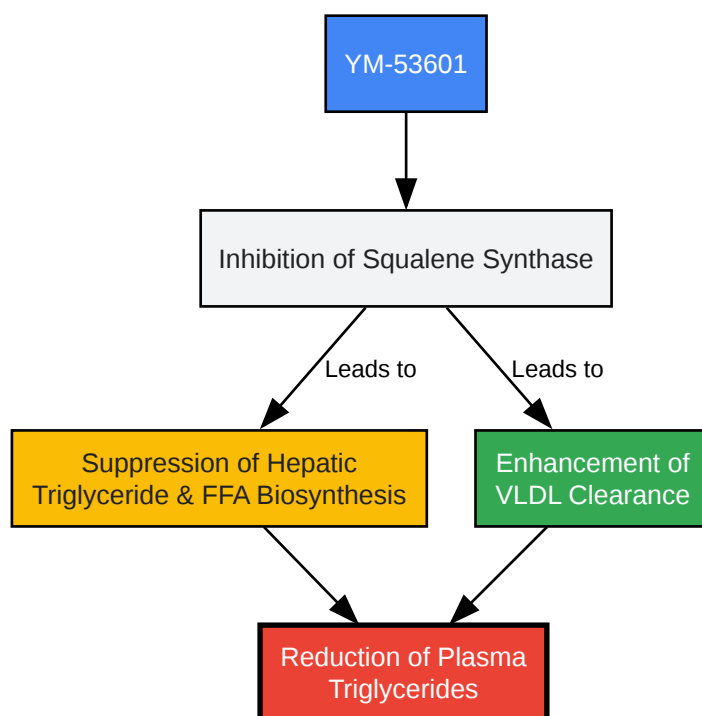 YM-53601
Inhibition of Squalene Synthase
Leads to
Leads to
Suppression of Hepatic
Triglyceride & FFA Biosynthesis
Enhancement of
VLDL Clearance
Reduction of Plasma
Triglycerides